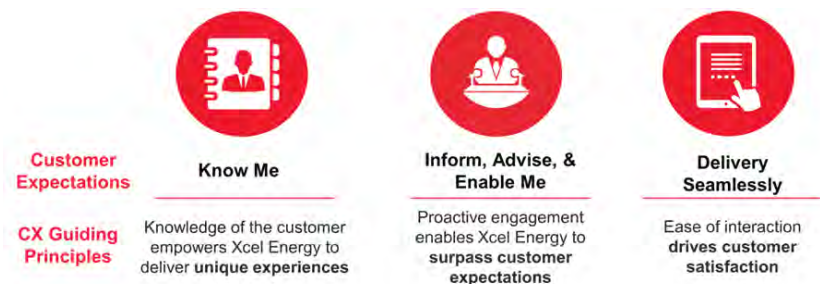 Customer
Expectations
Know Me
Inform, Advise, &
Enable Me
Delivery
Seamlessly
CX Guiding
Principles
Knowledge of the customer
empowers Xcel Energy to
deliver unique experiences
Proactive engagement
enables Xcel Energy to
surpass customer
expectations
Ease of interaction
drives customer
satisfaction